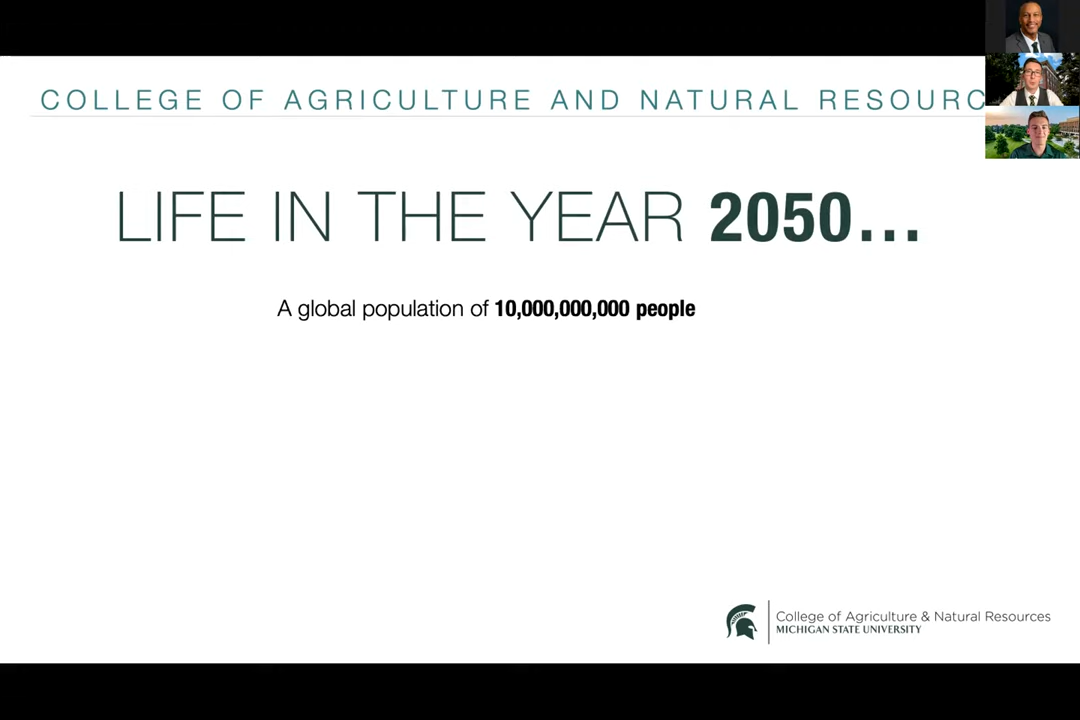 COLLEGE OF AGRICULTURE AND NATURAL RESOURC
LIFE IN THE YEAR 2050...
A global population of 10,000,000,000 people
College of Agriculture & Natural Resources
MICHIGAN STATE UNIVERSITY